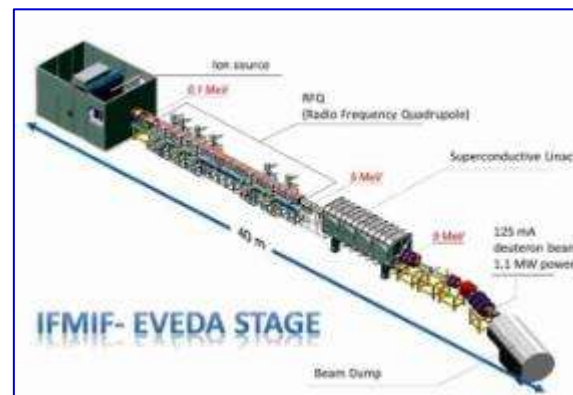 Ion source
0.1 MeV
RFQ
(Radio Frequency Quadrupole)
5 MeV
Superconductive Linac
9 MeV
125 mA
deuteron beam
1.1 MW power
40 m
IFMIF- EVEDA STAGE
Beam Dump